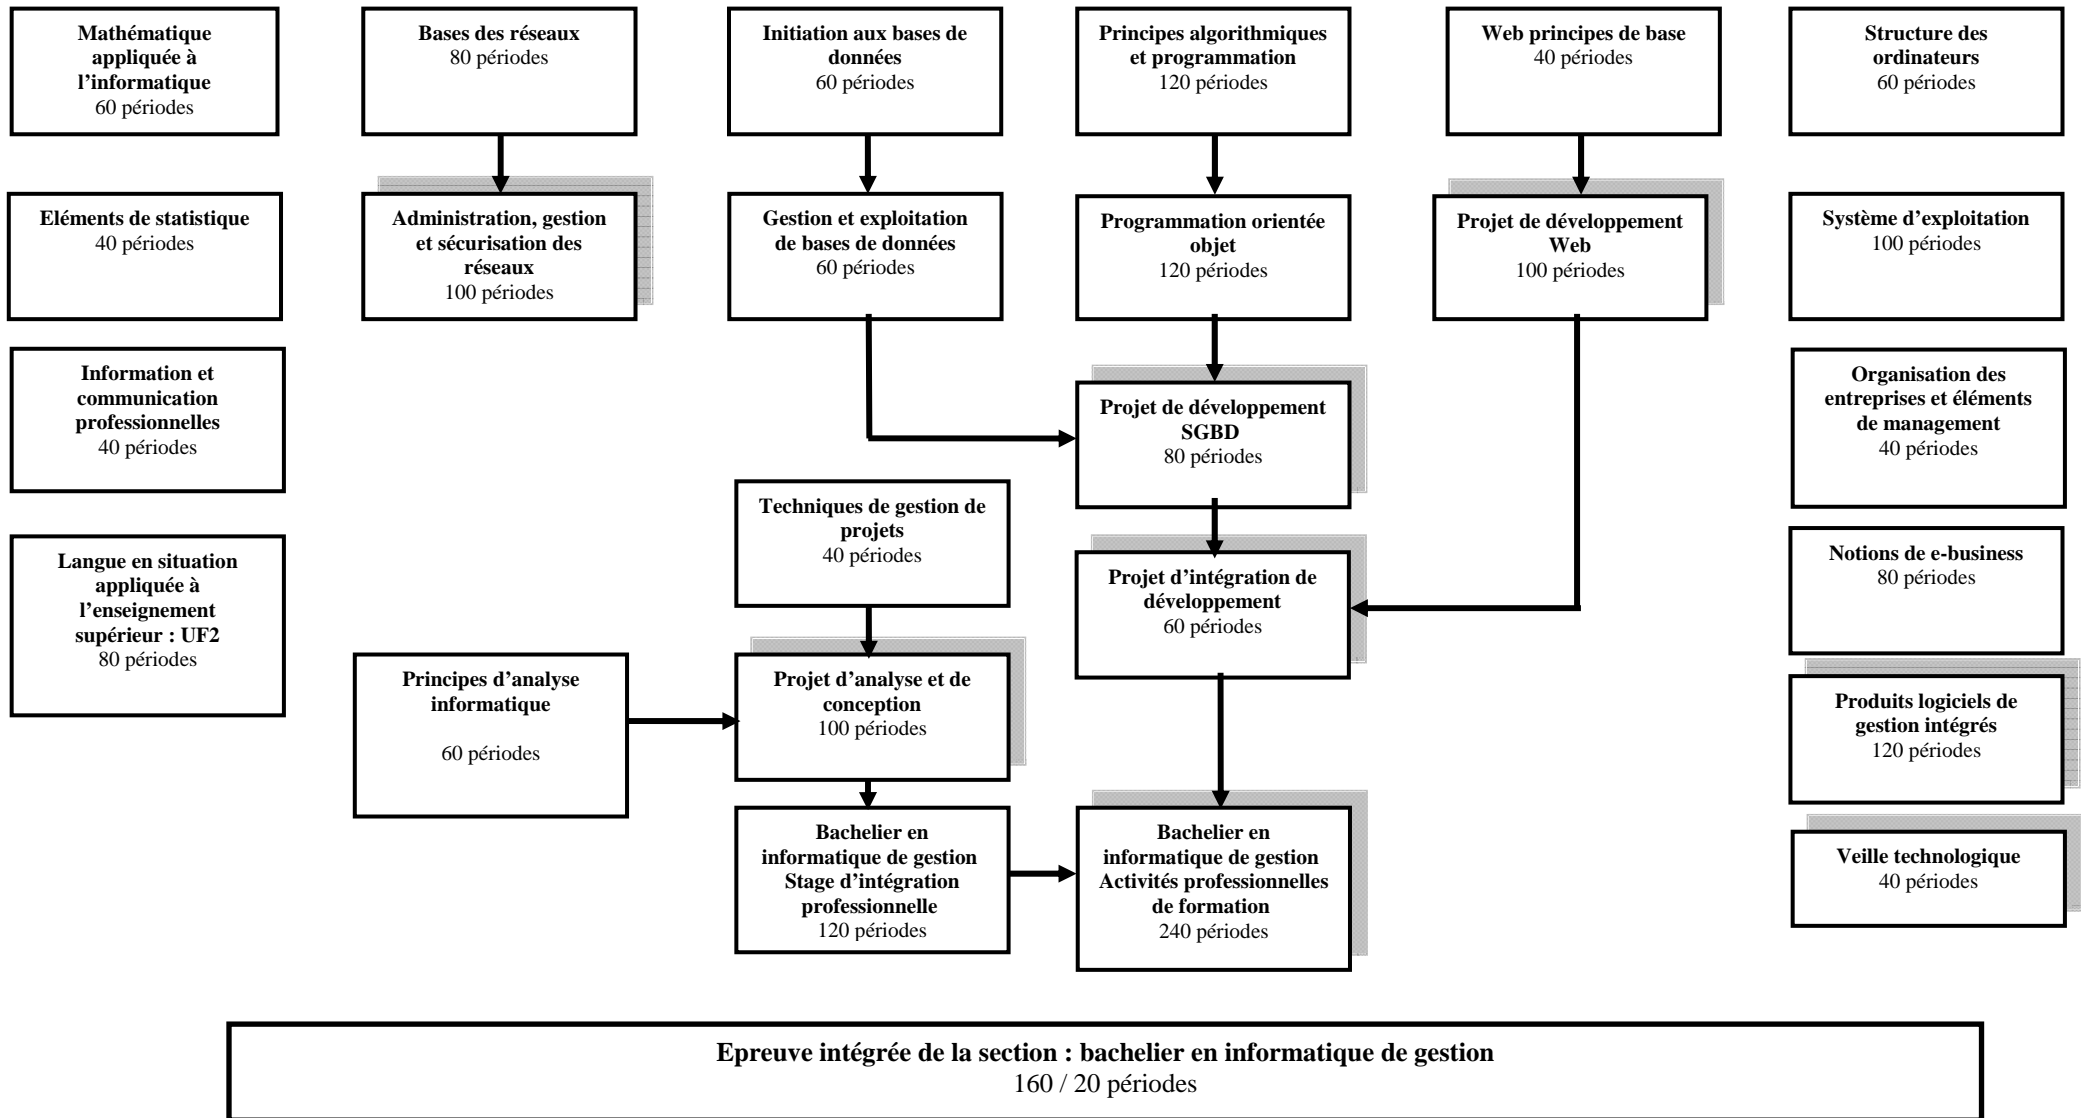 Mathématique
appliquée à
l’informatique
60 périodes
Bases des réseaux
80 périodes
Initiation aux bases de
données
60 périodes
Principes algorithmiques
et programmation
120 périodes
Web principes de base
40 périodes
Structure des
ordinateurs
60 périodes
Eléments de statistique
40 périodes
Administration, gestion
et sécurisation des
réseaux
100 périodes
Gestion et exploitation
de bases de données
60 périodes
Programmation orientée
objet
120 périodes
Projet de développement
Web
100 périodes
Système d’exploitation
100 périodes
Information et
communication
professionnelles
40 périodes
Projet de développement
SGBD
80 périodes
Organisation des
entreprises et éléments
de management
40 périodes
Langue en situation
appliquée à
l’enseignement
supérieur : UF2
80 périodes
Techniques de gestion de
projets
40 périodes
Projet d’intégration de
développement
60 périodes
Notions de e-business
80 périodes
Principes d’analyse
informatique
60 périodes
Projet d’analyse et de
conception
100 périodes
Produits logiciels de
gestion intégrés
120 périodes
Bachelier en
informatique de gestion
Stage d’intégration
professionnelle
120 périodes
Bachelier en
informatique de gestion
Activités professionnelles
de formation
240 périodes
Veille technologique
40 périodes
Epreuve intégrée de la section : bachelier en informatique de gestion
160 / 20 périodes